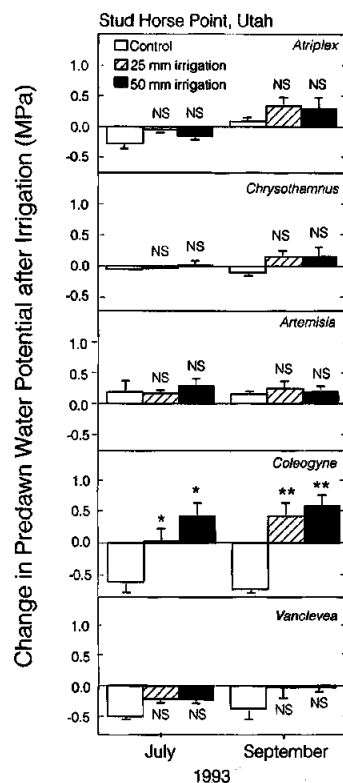 Stud Horse Point, Utah
Change in Predawn Water Potential after Irrigation (MPa)
Control
25 mm irrigation
50 mm irrigation
Atriplex
1.0
0.5
0.0
-0.5
NS NS NS NS
Chrysothamnus
1.0
0.5
0.0
-0.5
NS NS NS NS
Artemisia
1.0
0.5
0.0
-0.5
NS NS NS NS
Coleogyne
1.0
0.5
0.0
-0.5
* * ** **
Vanclevea
1.0
0.5
0.0
-0.5
NS NS NS NS
July September
1993